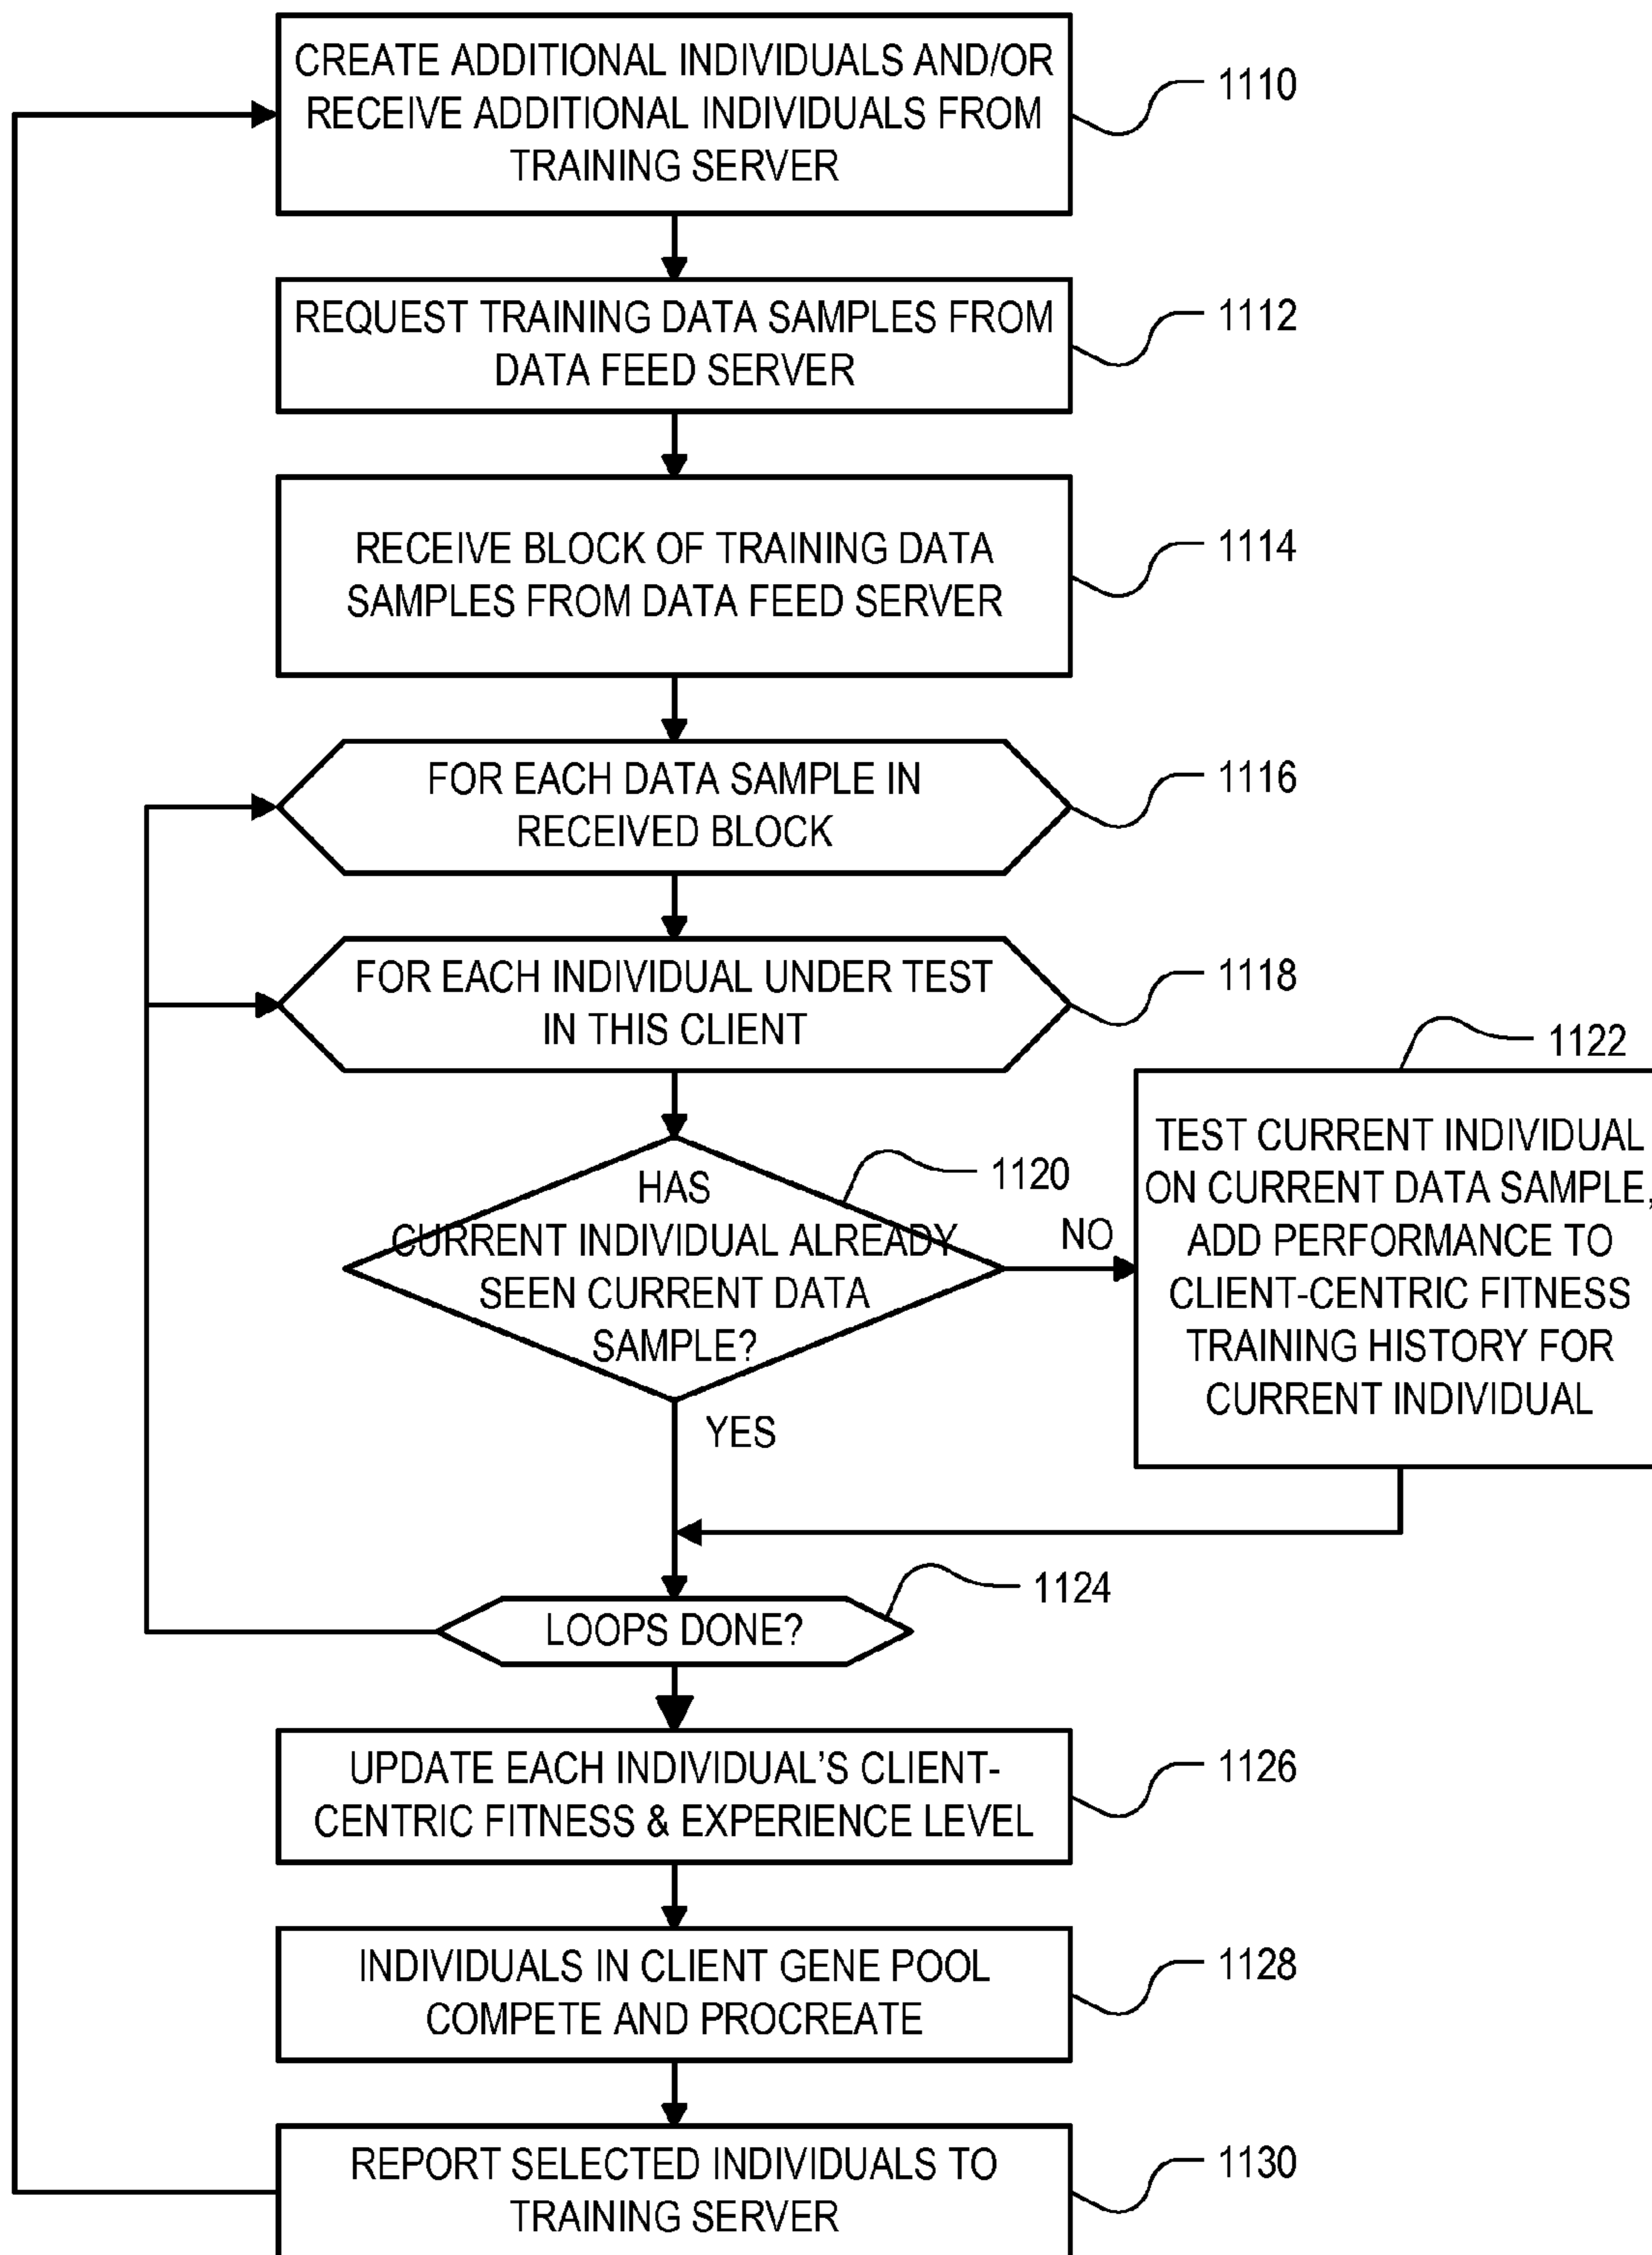 CREATE ADDITIONAL INDIVIDUALS AND/OR
RECEIVE ADDITIONAL INDIVIDUALS FROM
TRAINING SERVER
1110
REQUEST TRAINING DATA SAMPLES FROM
DATA FEED SERVER
1112
RECEIVE BLOCK OF TRAINING DATA
SAMPLES FROM DATA FEED SERVER
1114
FOR EACH DATA SAMPLE IN
RECEIVED BLOCK
1116
FOR EACH INDIVIDUAL UNDER TEST
IN THIS CLIENT
1118
HAS
CURRENT INDIVIDUAL ALREADY
SEEN CURRENT DATA
SAMPLE?
1120
NO
YES
1122
TEST CURRENT INDIVIDUAL
ON CURRENT DATA SAMPLE,
ADD PERFORMANCE TO
CLIENT-CENTRIC FITNESS
TRAINING HISTORY FOR
CURRENT INDIVIDUAL
LOOPS DONE?
1124
UPDATE EACH INDIVIDUAL’S CLIENT-
CENTRIC FITNESS & EXPERIENCE LEVEL
1126
INDIVIDUALS IN CLIENT GENE POOL
COMPETE AND PROCREATE
1128
REPORT SELECTED INDIVIDUALS TO
TRAINING SERVER
1130